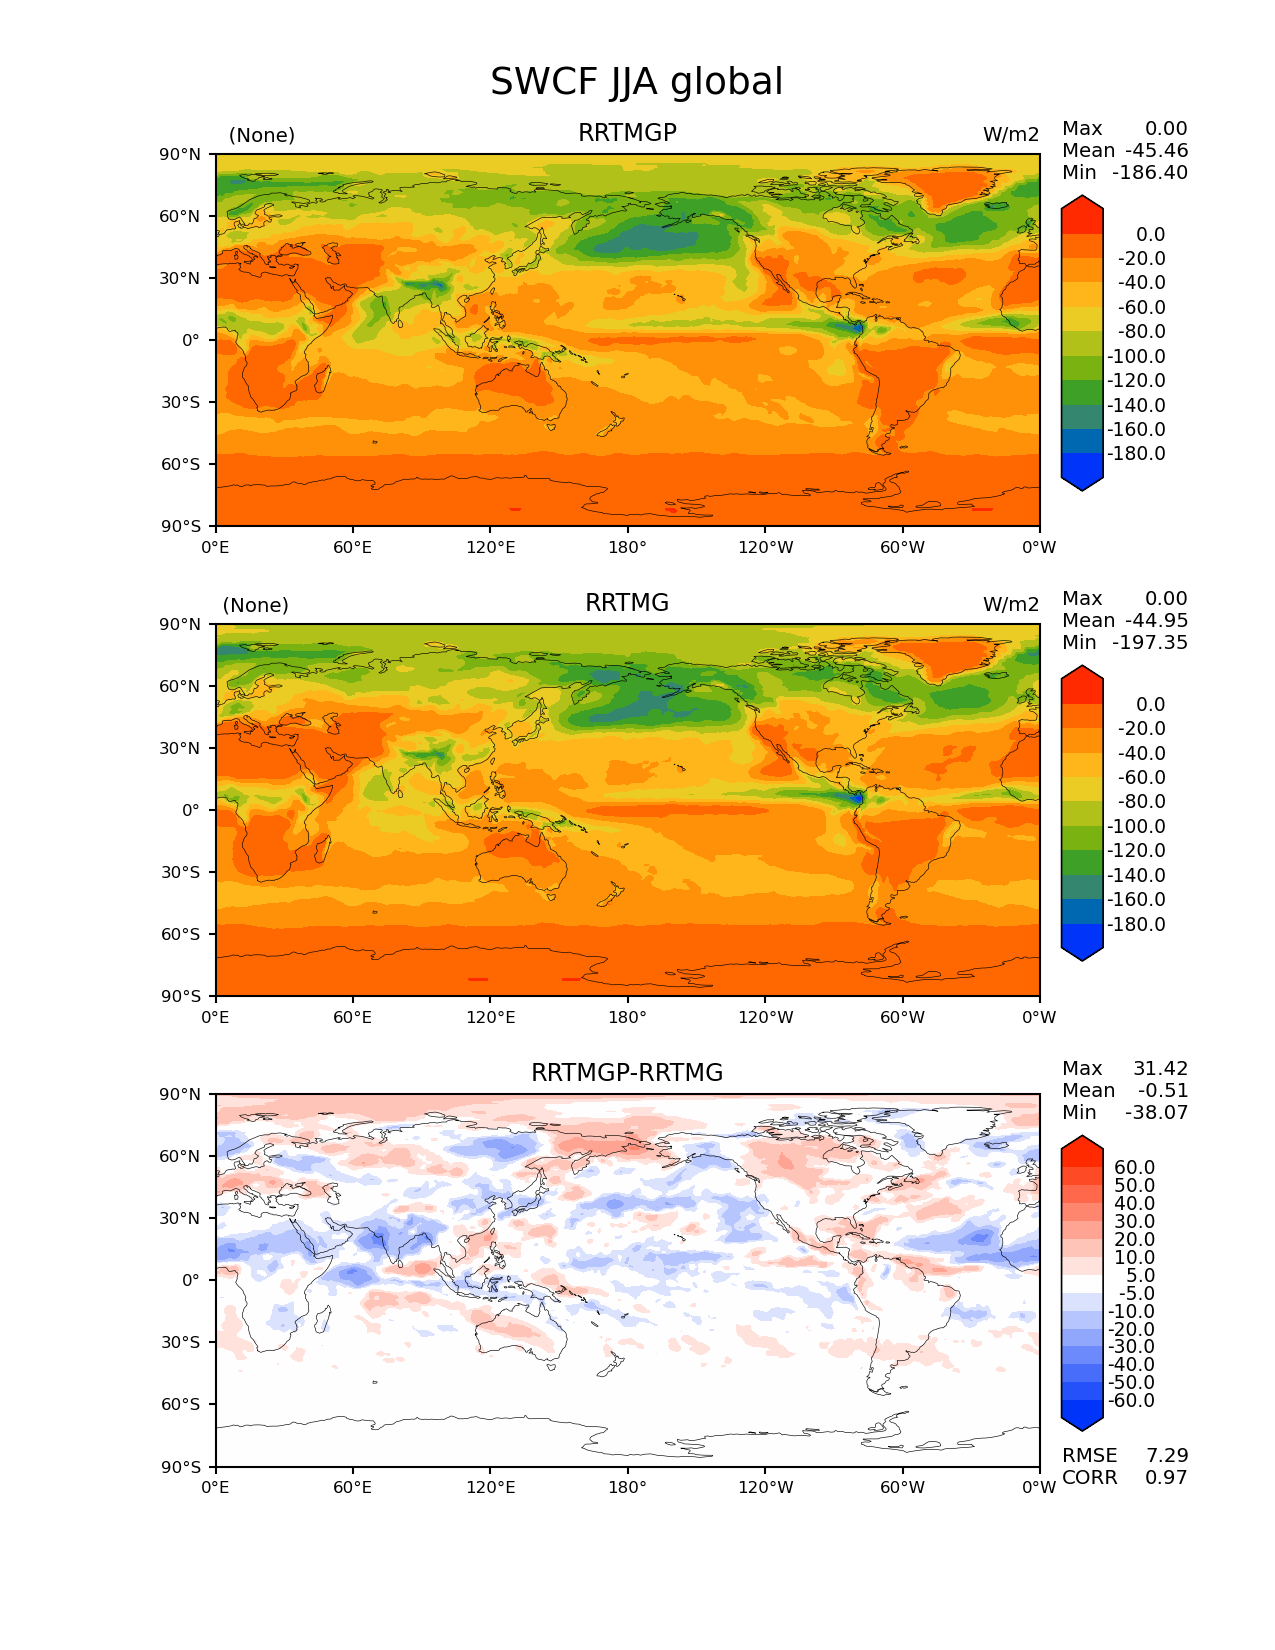 SWCF JJA global
(None) RRTMGP W/m2
Max 0.00
Mean -45.46
Min -186.40
90°N
60°N
30°N
0°
30°S
60°S
90°S
0°E 60°E 120°E 180° 120°W 60°W 0°W
0.0
-20.0
-40.0
-60.0
-80.0
-100.0
-120.0
-140.0
-160.0
-180.0
(None) RRTMG W/m2
Max 0.00
Mean -44.95
Min -197.35
90°N
60°N
30°N
0°
30°S
60°S
90°S
0°E 60°E 120°E 180° 120°W 60°W 0°W
0.0
-20.0
-40.0
-60.0
-80.0
-100.0
-120.0
-140.0
-160.0
-180.0
RRTMGP-RRTMG
Max 31.42
Mean -0.51
Min -38.07
90°N
60°N
30°N
0°
30°S
60°S
90°S
0°E 60°E 120°E 180° 120°W 60°W 0°W
60.0
50.0
40.0
30.0
20.0
10.0
5.0
-5.0
-10.0
-20.0
-30.0
-40.0
-50.0
-60.0
RMSE 7.29
CORR 0.97